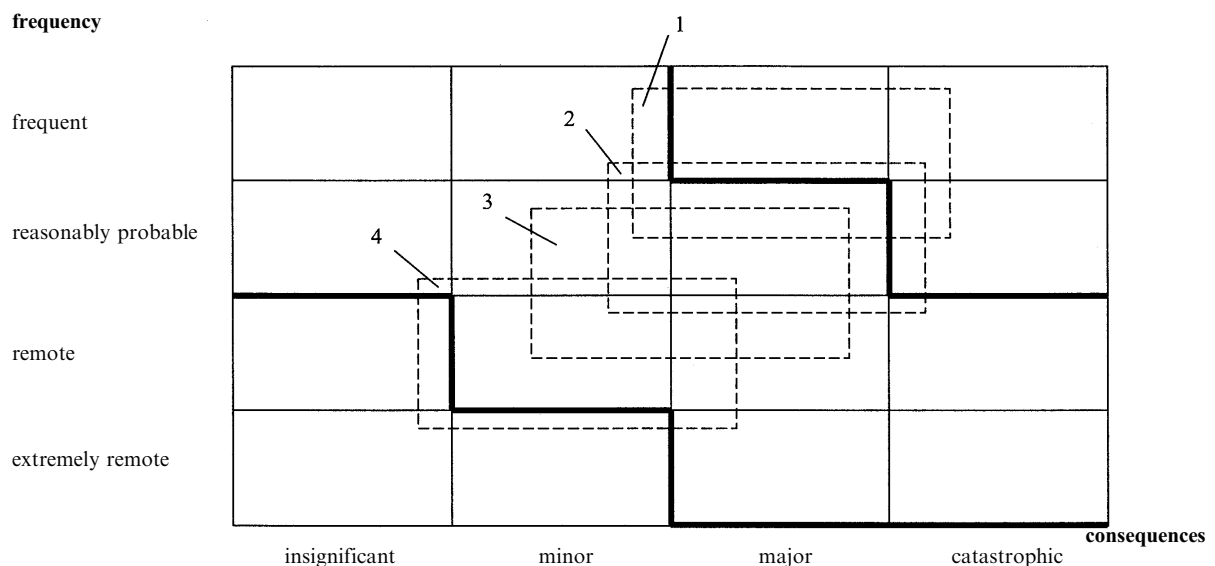 frequency
1
frequent
2
3
reasonably probable
4
remote
extremely remote
consequences
insignificant minor major catastrophic